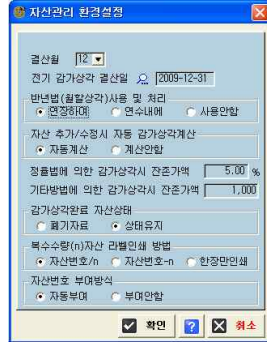 자산관리 환경설정
결산월 12
전기 감가상각 결산일 2009-12-31
반년법(월할상각)사용 및 처리
연장하여 연수내에 사용안함
자산 추가/수정시 자동 감가상각계산
자동계산 계산안함
정률법에 의한 감가상각시 잔존가액 5.00 %
기타방법에 의한 감가상각시 잔존가액 1,000
감가상각완료 자산상태
폐기자료 상태유지
복수수량(n)자산 라벨인쇄 방법
자산번호/n 자산번호-n 한장만인쇄
자산번호 부여방식
자동부여 부여안함
확인 ? 취소